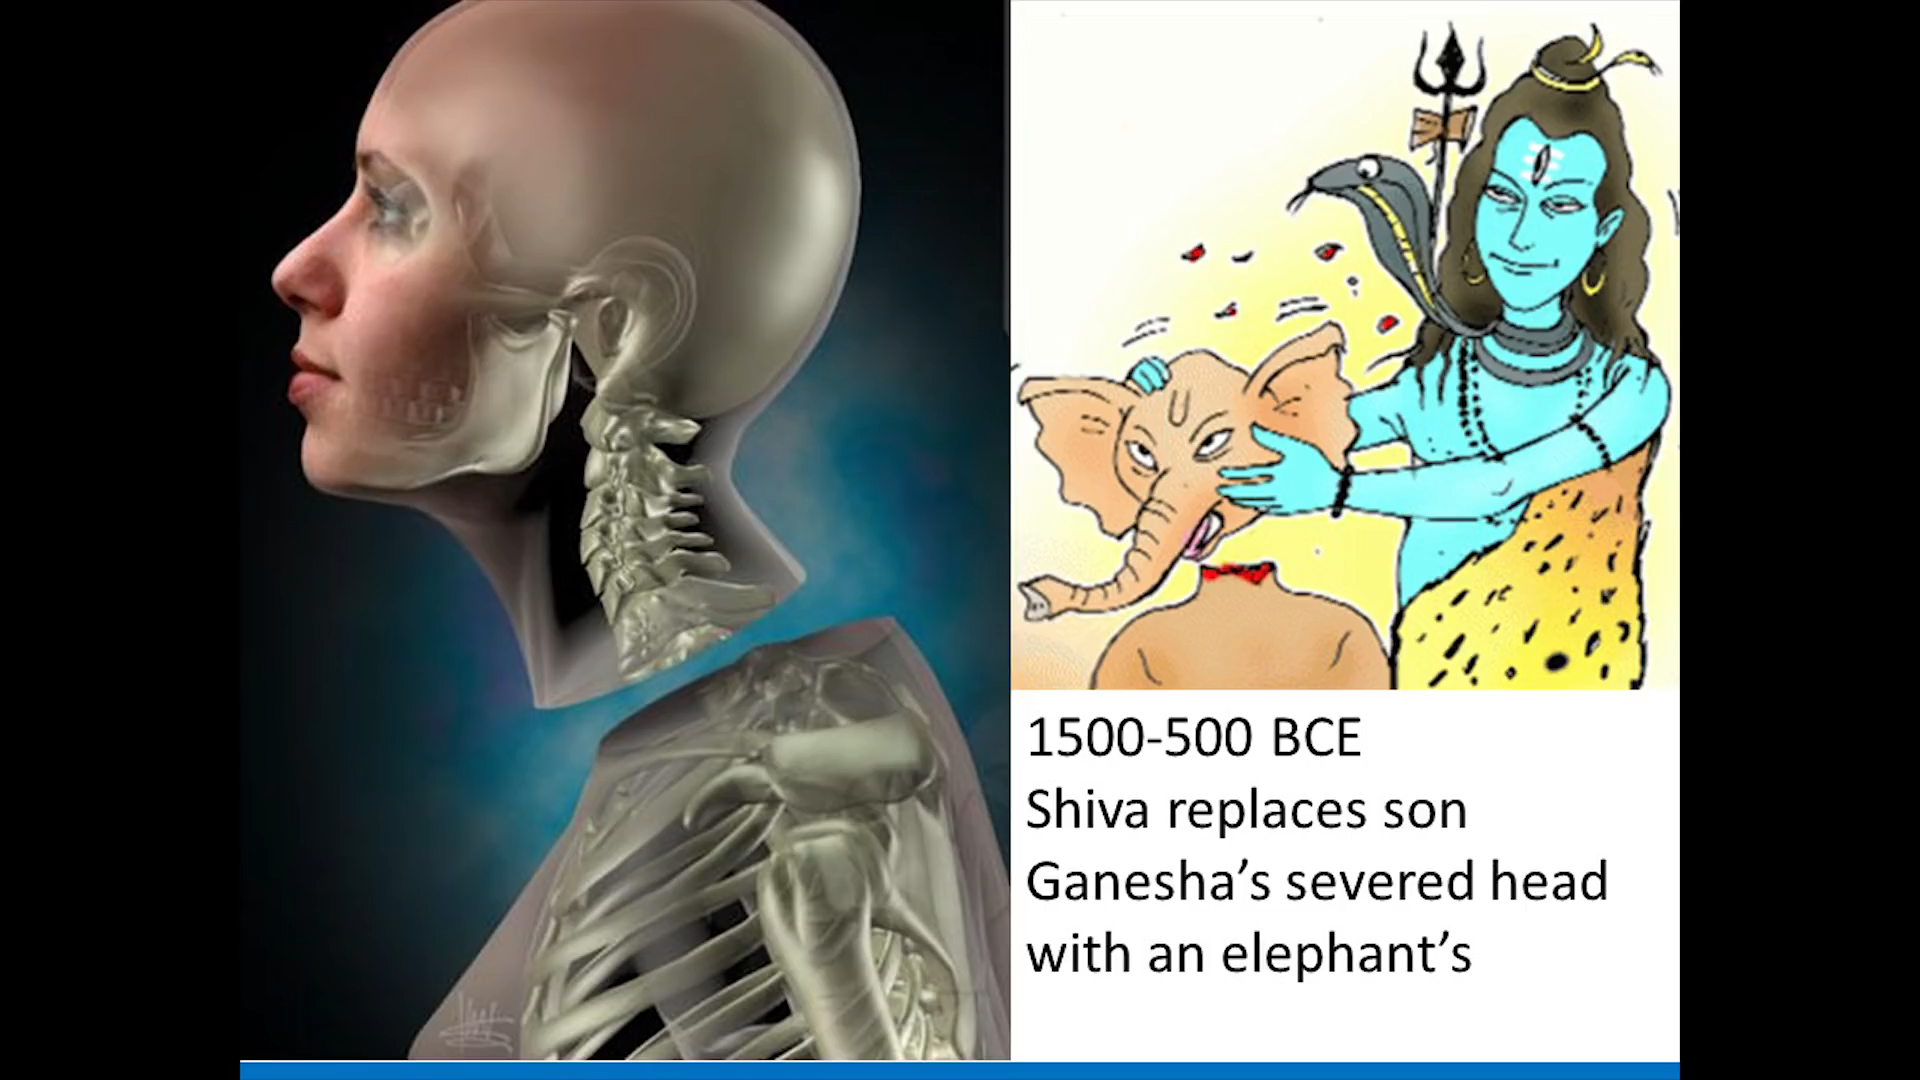 1500-500 BCE
Shiva replaces son
Ganesha’s severed head
with an elephant’s